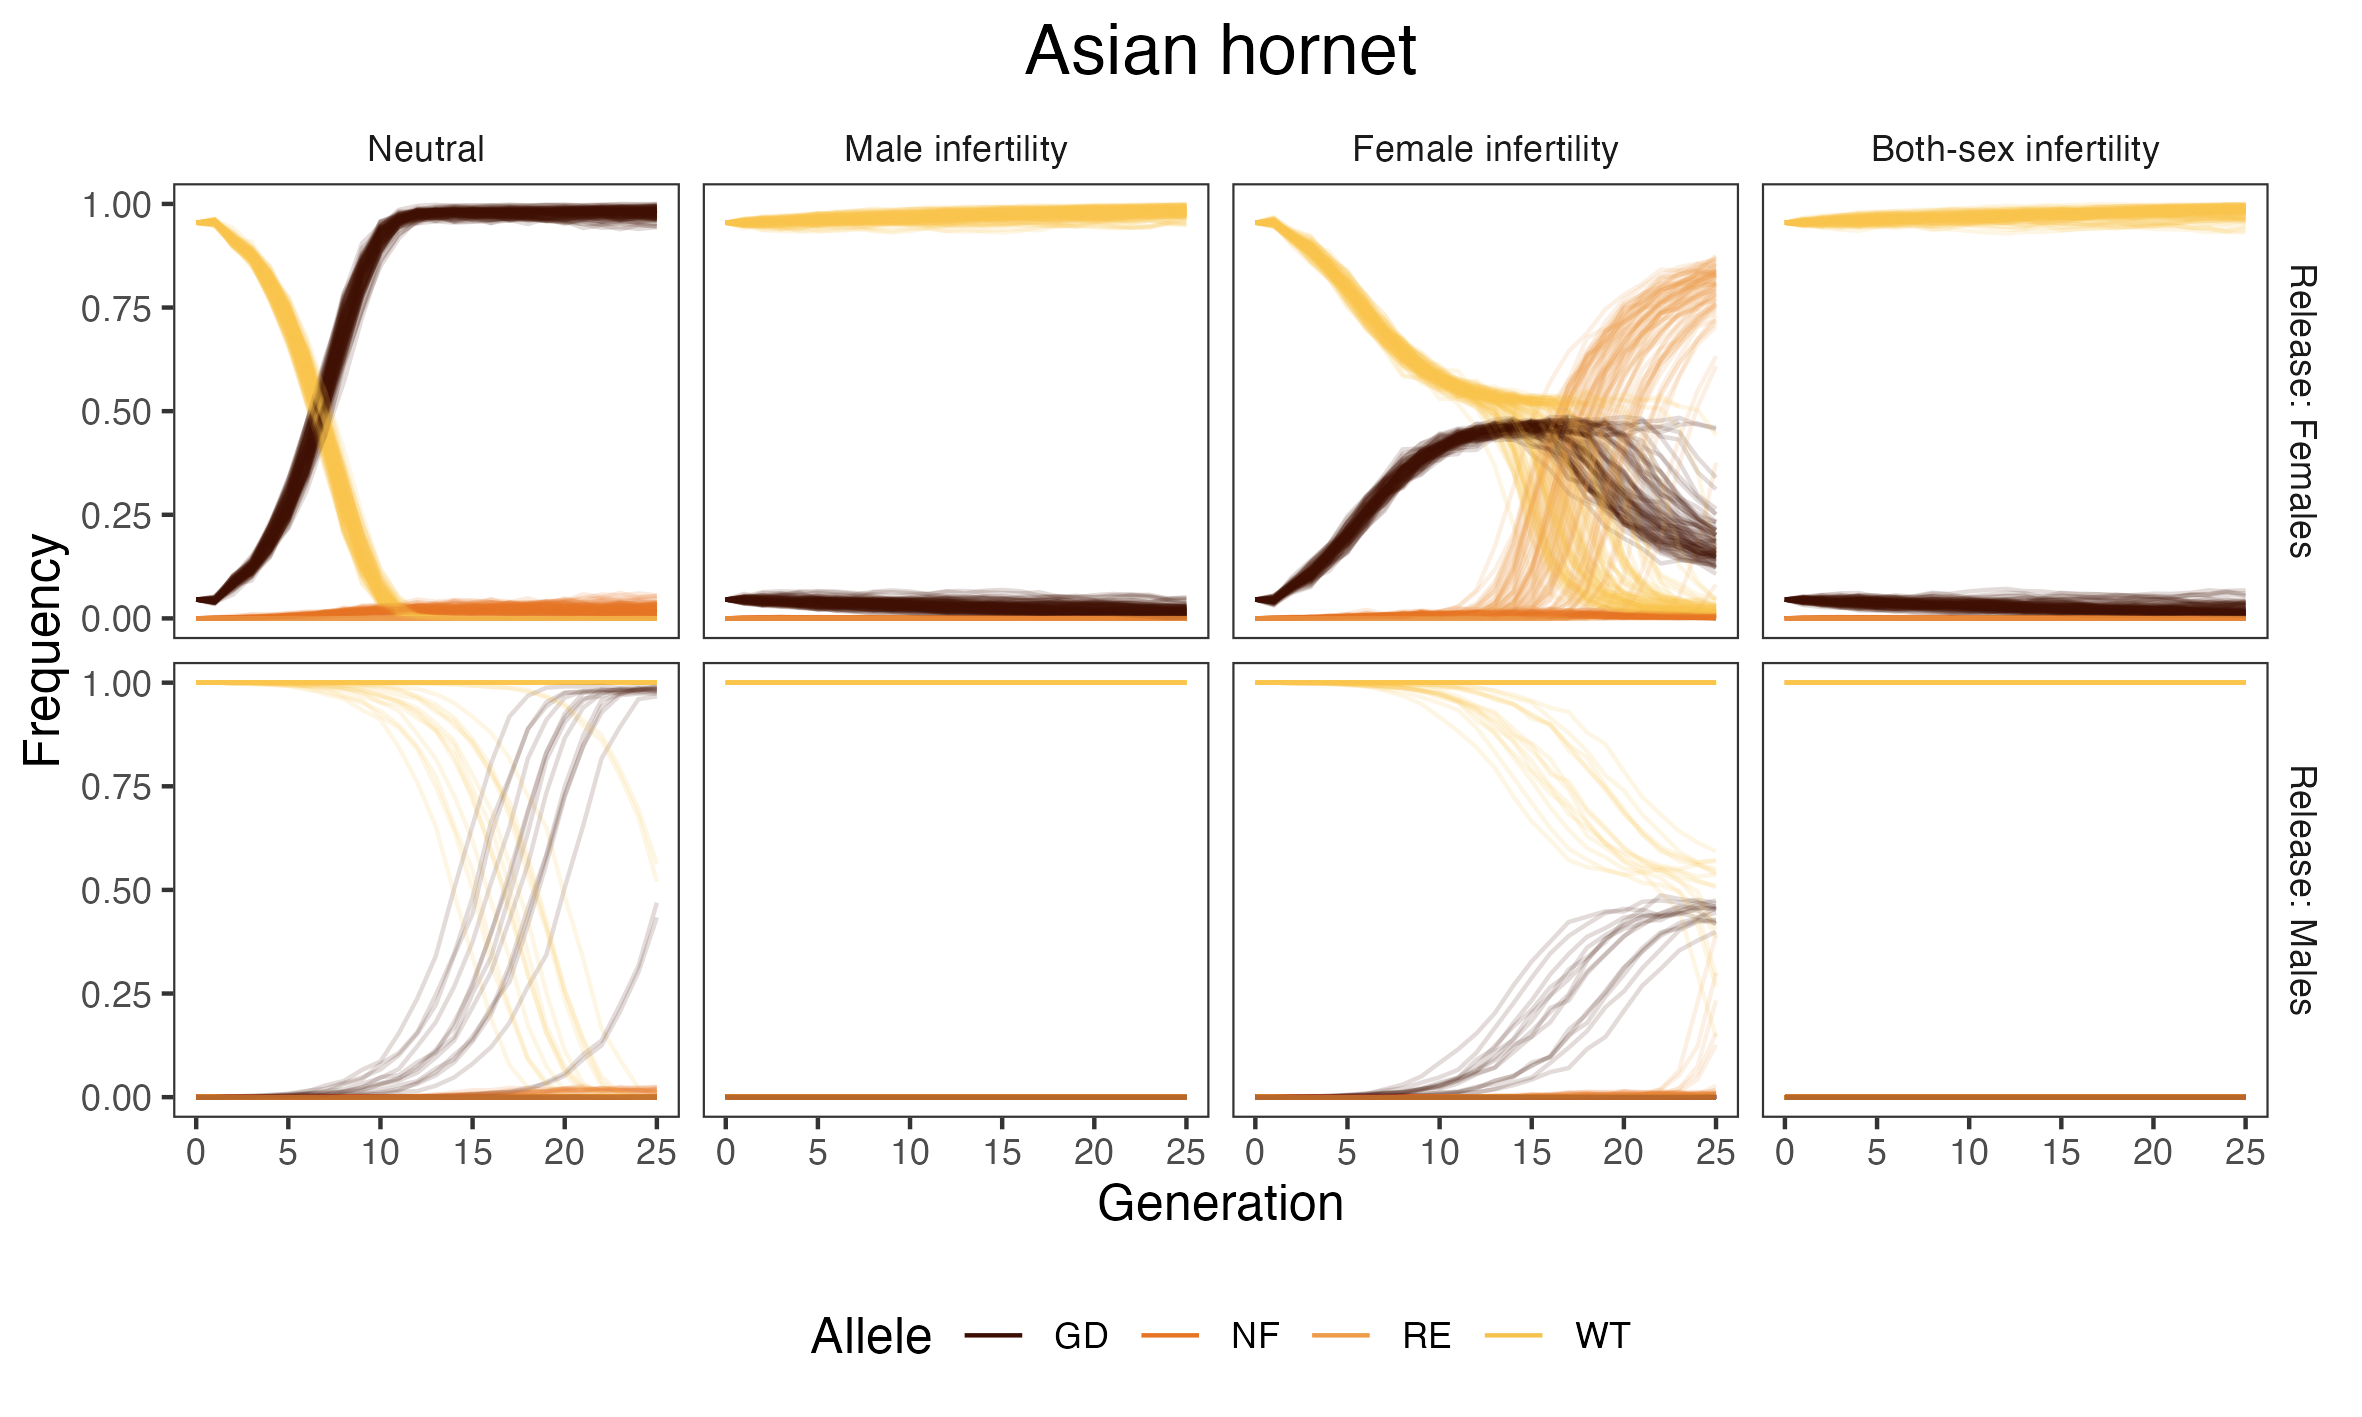 Asian hornet
Neutral
Male infertility
Female infertility
Both-sex infertility
1.00
0.75
0.50
0.25
0.00
Release: Females
1.00
0.75
0.50
0.25
0.00
Release: Males
Frequency
0 5 10 15 20 25
0 5 10 15 20 25
0 5 10 15 20 25
0 5 10 15 20 25
Generation
Allele GD NF RE WT